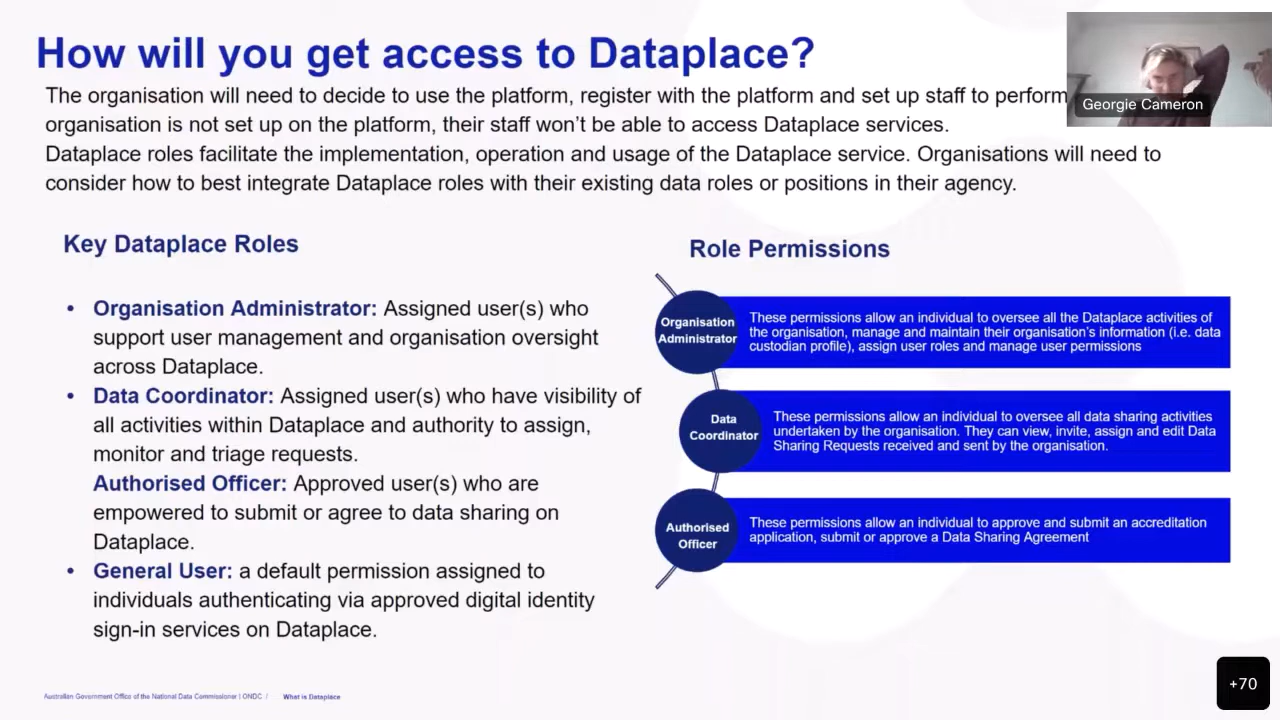 How will you get access to Dataplace?
The organisation will need to decide to use the platform, register with the platform and set up staff to perform
organisation is not set up on the platform, their staff won't be able to access Dataplace services.
Dataplace roles facilitate the implementation, operation and usage of the Dataplace service. Organisations will need to
consider how to best integrate Dataplace roles with their existing data roles or positions in their agency.
Georgie Cameron
Key Dataplace Roles
• Organisation Administrator: Assigned user(s) who
support user management and organisation oversight
across Dataplace.
• Data Coordinator: Assigned user(s) who have visibility of
all activities within Dataplace and authority to assign,
monitor and triage requests.
Authorised Officer: Approved user(s) who are
empowered to submit or agree to data sharing on
Dataplace.
• General User: a default permission assigned to
individuals authenticating via approved digital identity
sign-in services on Dataplace.
Role Permissions
Organisation
Administrator
These permissions allow an individual to oversee all the Dataplace activities of
the organisation, manage and maintain their organisation's information (i.e. data
custodian profile), assign user roles and manage user permissions
Data
Coordinator
These permissions allow an individual to oversee all data sharing activities
undertaken by the organisation. They can view, invite, assign and edit Data
Sharing Requests received and sent by the organisation.
Authorised
Officer
These permissions allow an individual to approve and submit an accreditation
application, submit or approve a Data Sharing Agreement
Australian Government Office of the National Data Commissioner | ONDC / What is Dataplace
+70